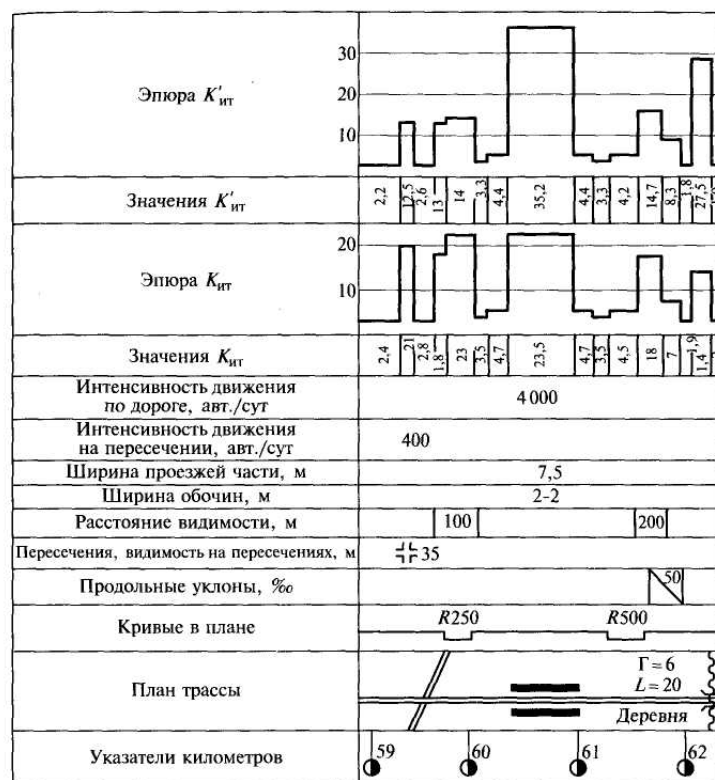 Эпюра K′ит
30
20
10
Значения K′ит
2,2 12,5 2,6 13 14 3,3 4,4 35,2 4,4 3,3 4,2 14,7 8,3 1,8 27,5
Эпюра Kит
20
10
Значения Kит
2,4 21 2,8 1,8 23 3,5 4,7 23,5 4,7 3,5 4,5 18 7 1,9 1,4
Интенсивность движения
по дороге, авт./сут
4 000
Интенсивность движения
на пересечении, авт./сут
400
Ширина проезжей части, м
7,5
Ширина обочин, м
2-2
Расстояние видимости, м
100 200
Пересечения, видимость на пересечениях, м
35
Продольные уклоны, ‰
50
Кривые в плане
R250 R500
План трассы
Г=6
L=20
Деревня
Указатели километров
59 60 61 62